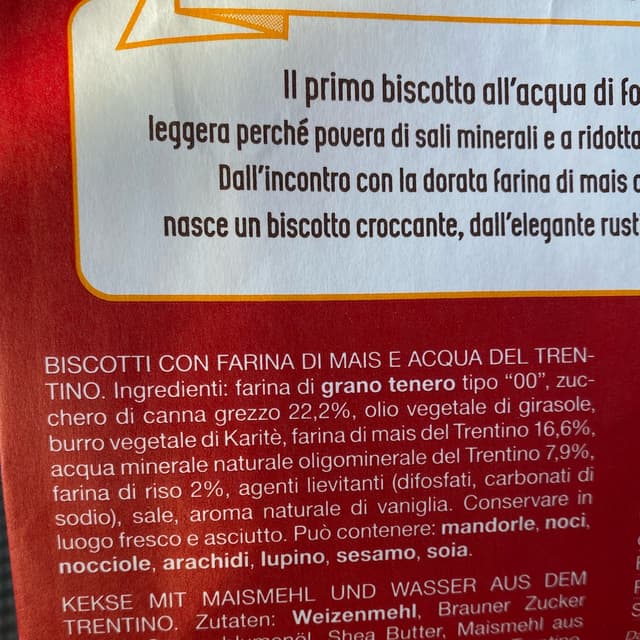 Il primo biscotto all'acqua di
leggera perché povera di sali minerali e a ridotta
Dall'incontro con la dorata farina di mais
nasce un biscotto croccante, dall'elegante
BISCOTTI CON FARINA DI MAIS E ACQUA DEL TREN-
TINO. Ingredienti: farina di grano tenero tipo "00", zuc-
chero di canna grezzo 22,2%, olio vegetale di girasole,
burro vegetale di Karitè, farina di mais del Trentino 16,6%,
acqua minerale naturale oligominerale del Trentino 7,9%,
farina di riso 2%, agenti lievitanti (difosfati, carbonati di
sodio), sale, aroma naturale di vaniglia. Conservare in
luogo fresco e asciutto. Può contenere: mandorle, noci,
nocciole, arachidi, lupino, sesamo, soia.
KEKSE MIT MAISMEHL UND WASSER AUS DEM
TRENTINO. Zutaten: Weizenmehl, Brauner Zucker
Shea Butter, Maismehl aus